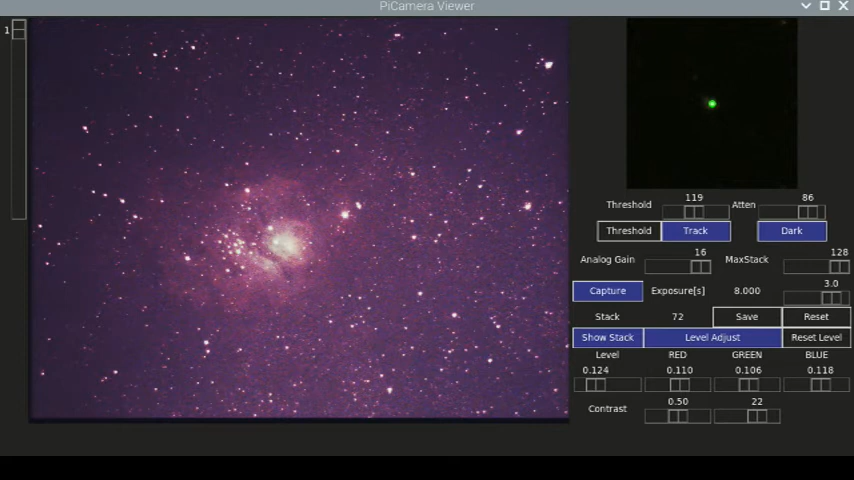 PiCamera Viewer
1
119 86
Threshold Atten
Threshold Track Dark
16 128
Analog Gain MaxStack
3.0
Capture Exposure[s] 8.000
Stack 72 Save Reset
Show Stack Level Adjust Reset Level
Level RED GREEN BLUE
0.124 0.110 0.106 0.118
0.50 22
Contrast